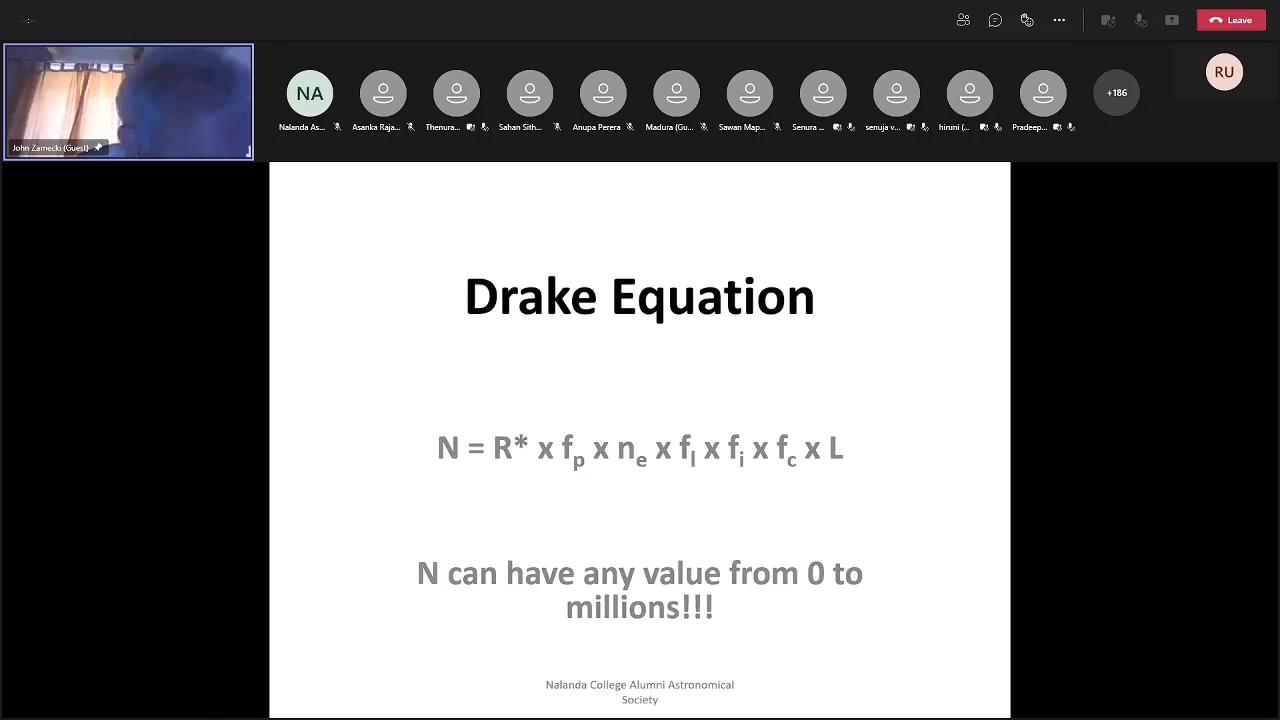 Leave
NA
RU
+186
Nalanda As...
Asanka Raja...
Thenura...
Sahan Sith...
Anupa Perera
Madura (Gu...
Sawan Map...
Senura ...
senuja v...
hiruni (...
Pradeep...
John Zarnecki (Guest)
Drake Equation
N = R* x fp x ne x fl x fi x fc x L
N can have any value from 0 to
millions!!!
Nalanda College Alumni Astronomical
Society